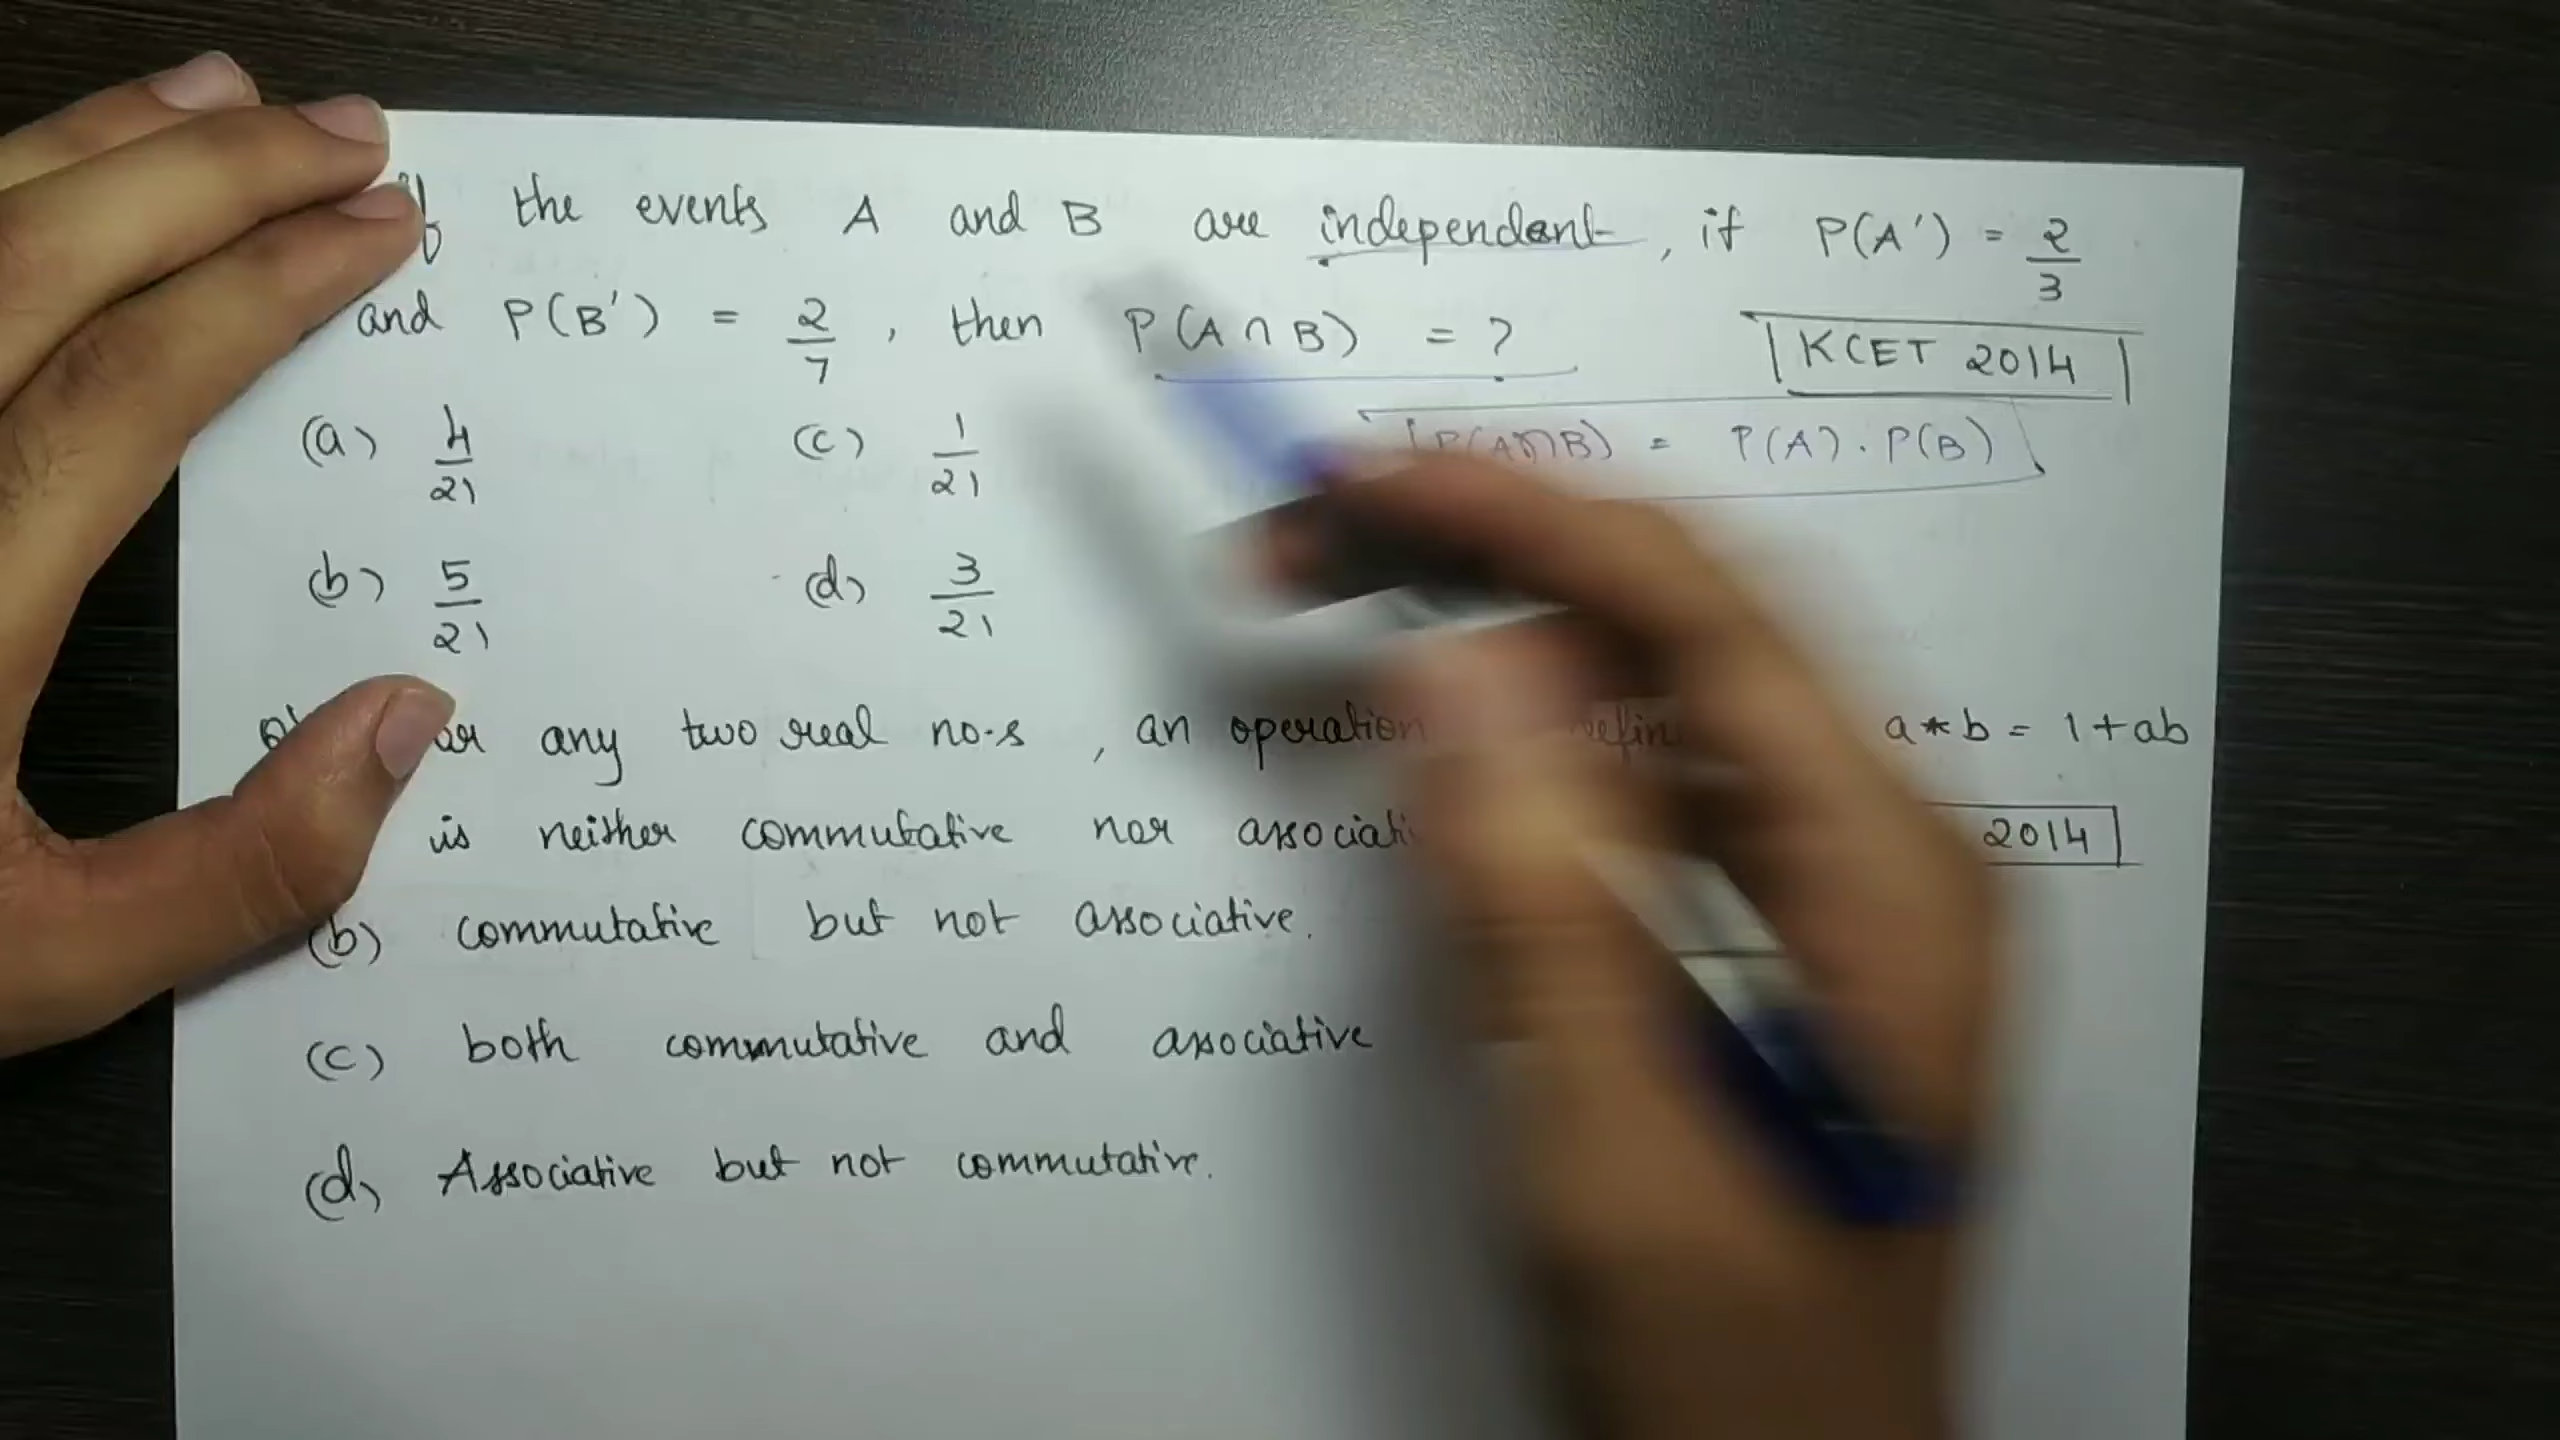 If the events A and B are independent, if P(A') = 2/3
and P(B') = 2/7, then P(A ∩ B) = ?
KCET 2014
(a) 4/21 (c) 1/21
P(A∩B) = P(A) . P(B)
(b) 5/21 (d) 3/21
any two real no.s, an operation a * b = 1 + ab
is neither commutative nor
2014
(b) commutative but not associative.
(c) both commutative and associative
(d) Associative but not commutative.